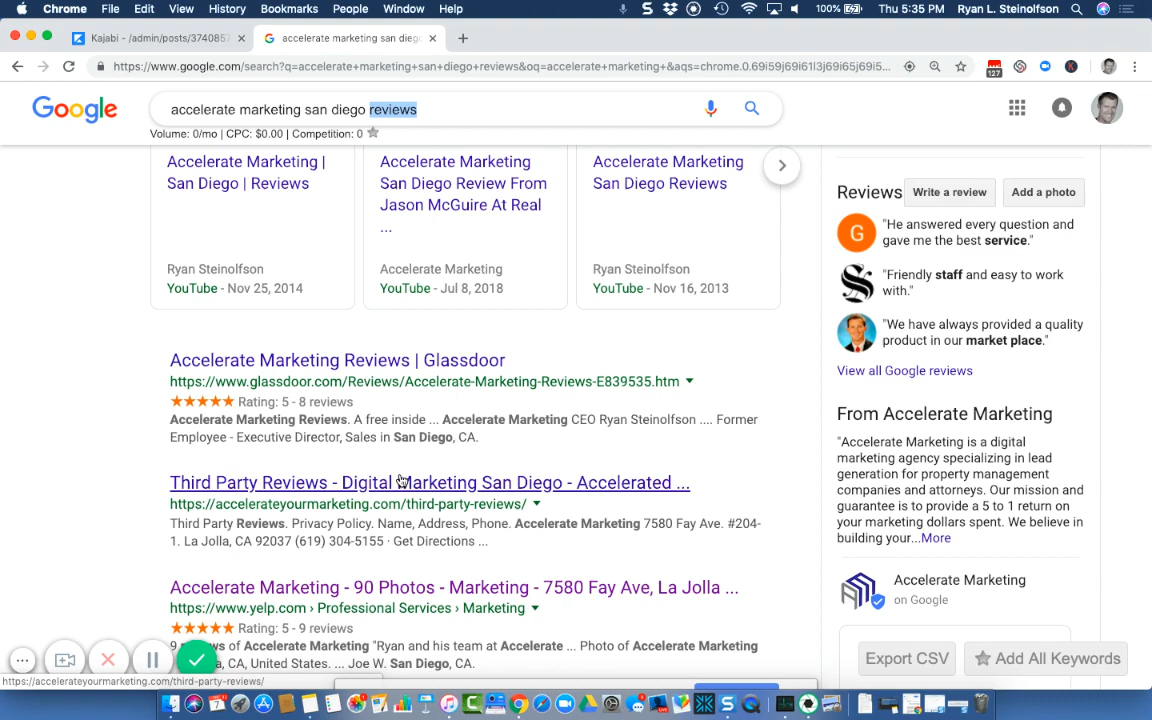 Chrome File Edit View History Bookmarks People Window Help 100% Thu 5:35 PM Ryan L. Steinolfson
Kajabi - /admin/posts/3740857
accelerate marketing san dieg
https://www.google.com/search?q=accelerate+marketing+san+diego+reviews&oq=accelerate+marketing+&aqs=chrome.0.69i59j69i61l3j69i65j69i5...
127
Google
accelerate marketing san diego reviews
Volume: 0/mo | CPC: $0.00 | Competition: 0
Accelerate Marketing |
San Diego | Reviews
Ryan Steinolfson
YouTube - Nov 25, 2014
Accelerate Marketing
San Diego Review From
Jason McGuire At Real
...
Accelerate Marketing
YouTube - Jul 8, 2018
Accelerate Marketing
San Diego Reviews
Ryan Steinolfson
YouTube - Nov 16, 2013
Accelerate Marketing Reviews | Glassdoor
https://www.glassdoor.com/Reviews/Accelerate-Marketing-Reviews-E839535.htm
Rating: 5 - 8 reviews
Accelerate Marketing Reviews. A free inside ... Accelerate Marketing CEO Ryan Steinolfson .... Former
Employee - Executive Director, Sales in San Diego, CA.
Third Party Reviews - Digital Marketing San Diego - Accelerated ...
https://accelerateyourmarketing.com/third-party-reviews/
Third Party Reviews. Privacy Policy. Name, Address, Phone. Accelerate Marketing 7580 Fay Ave. #204-
1. La Jolla, CA 92037 (619) 304-5155 · Get Directions ...
Accelerate Marketing - 90 Photos - Marketing - 7580 Fay Ave, La Jolla ...
https://www.yelp.com › Professional Services › Marketing
Rating: 5 - 9 reviews
9 of Accelerate Marketing "Ryan and his team at Accelerate ... Photo of Accelerate Marketing
CA, United States. ... Joe W. San Diego, CA.
https://accelerateyourmarketing.com/third-party-reviews/
Reviews
Write a review
Add a photo
G
"He answered every question and
gave me the best service."
"Friendly staff and easy to work
with."
"We have always provided a quality
product in our market place."
View all Google reviews
From Accelerate Marketing
"Accelerate Marketing is a digital
marketing agency specializing in lead
generation for property management
companies and attorneys. Our mission and
guarantee is to provide a 5 to 1 return on
your marketing dollars spent. We believe in
building your...More
Accelerate Marketing
on Google
Export CSV
Add All Keywords